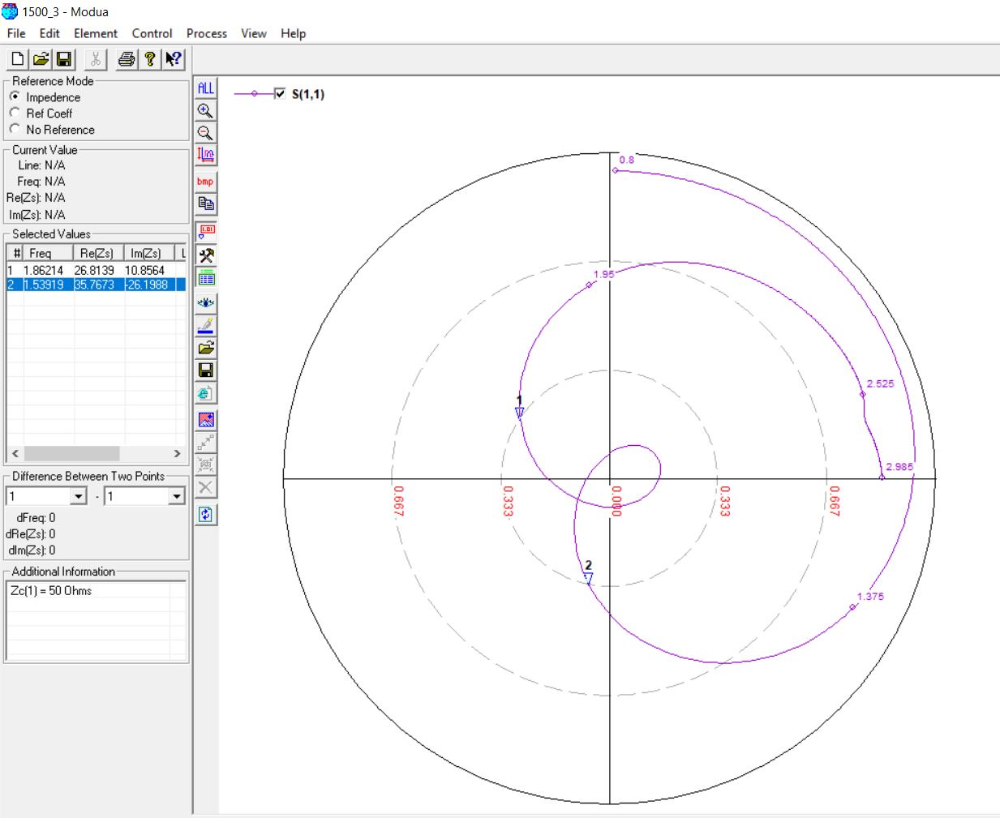 1500_3 - Modua
File Edit Element Control Process View Help
Reference Mode
Impedence
Ref Coeff
No Reference
Current Value
Line: N/A
Freq: N/A
Re(Zs): N/A
Im(Zs): N/A
Selected Values
# Freq Re(Zs) Im(Zs) L
1 1.86214 26.8139 10.8564
2 1.53919 35.7673 -26.1988
Difference Between Two Points
1 - 1
dFreq: 0
dRe(Zs): 0
dIm(Zs): 0
Additional Information
Zc(1) = 50 Ohms
ALL
bmp
1.01
S(1,1)
0.8
1.95
2.525
1
2.985
0.667
0.333
0.000
0.333
0.667
2
1.375